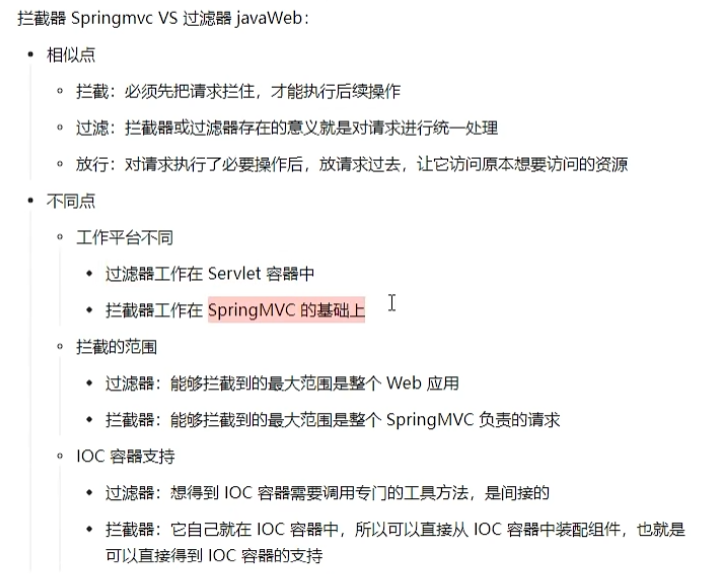 拦截器 Springmvc VS 过滤器 javaWeb：
相似点
拦截：必须先把请求拦住，才能执行后续操作
过滤：拦截器或过滤器存在的意义就是对请求进行统一处理
放行：对请求执行了必要操作后，放请求过去，让它访问原本想要访问的资源
不同点
工作平台不同
过滤器工作在 Servlet 容器中
拦截器工作在 SpringMVC 的基础上
拦截的范围
过滤器：能够拦截到的最大范围是整个 Web 应用
拦截器：能够拦截到的最大范围是整个 SpringMVC 负责的请求
IOC 容器支持
过滤器：想得到 IOC 容器需要调用专门的工具方法，是间接的
拦截器：它自己就在 IOC 容器中，所以可以直接从 IOC 容器中装配组件，也就是
可以直接得到 IOC 容器的支持